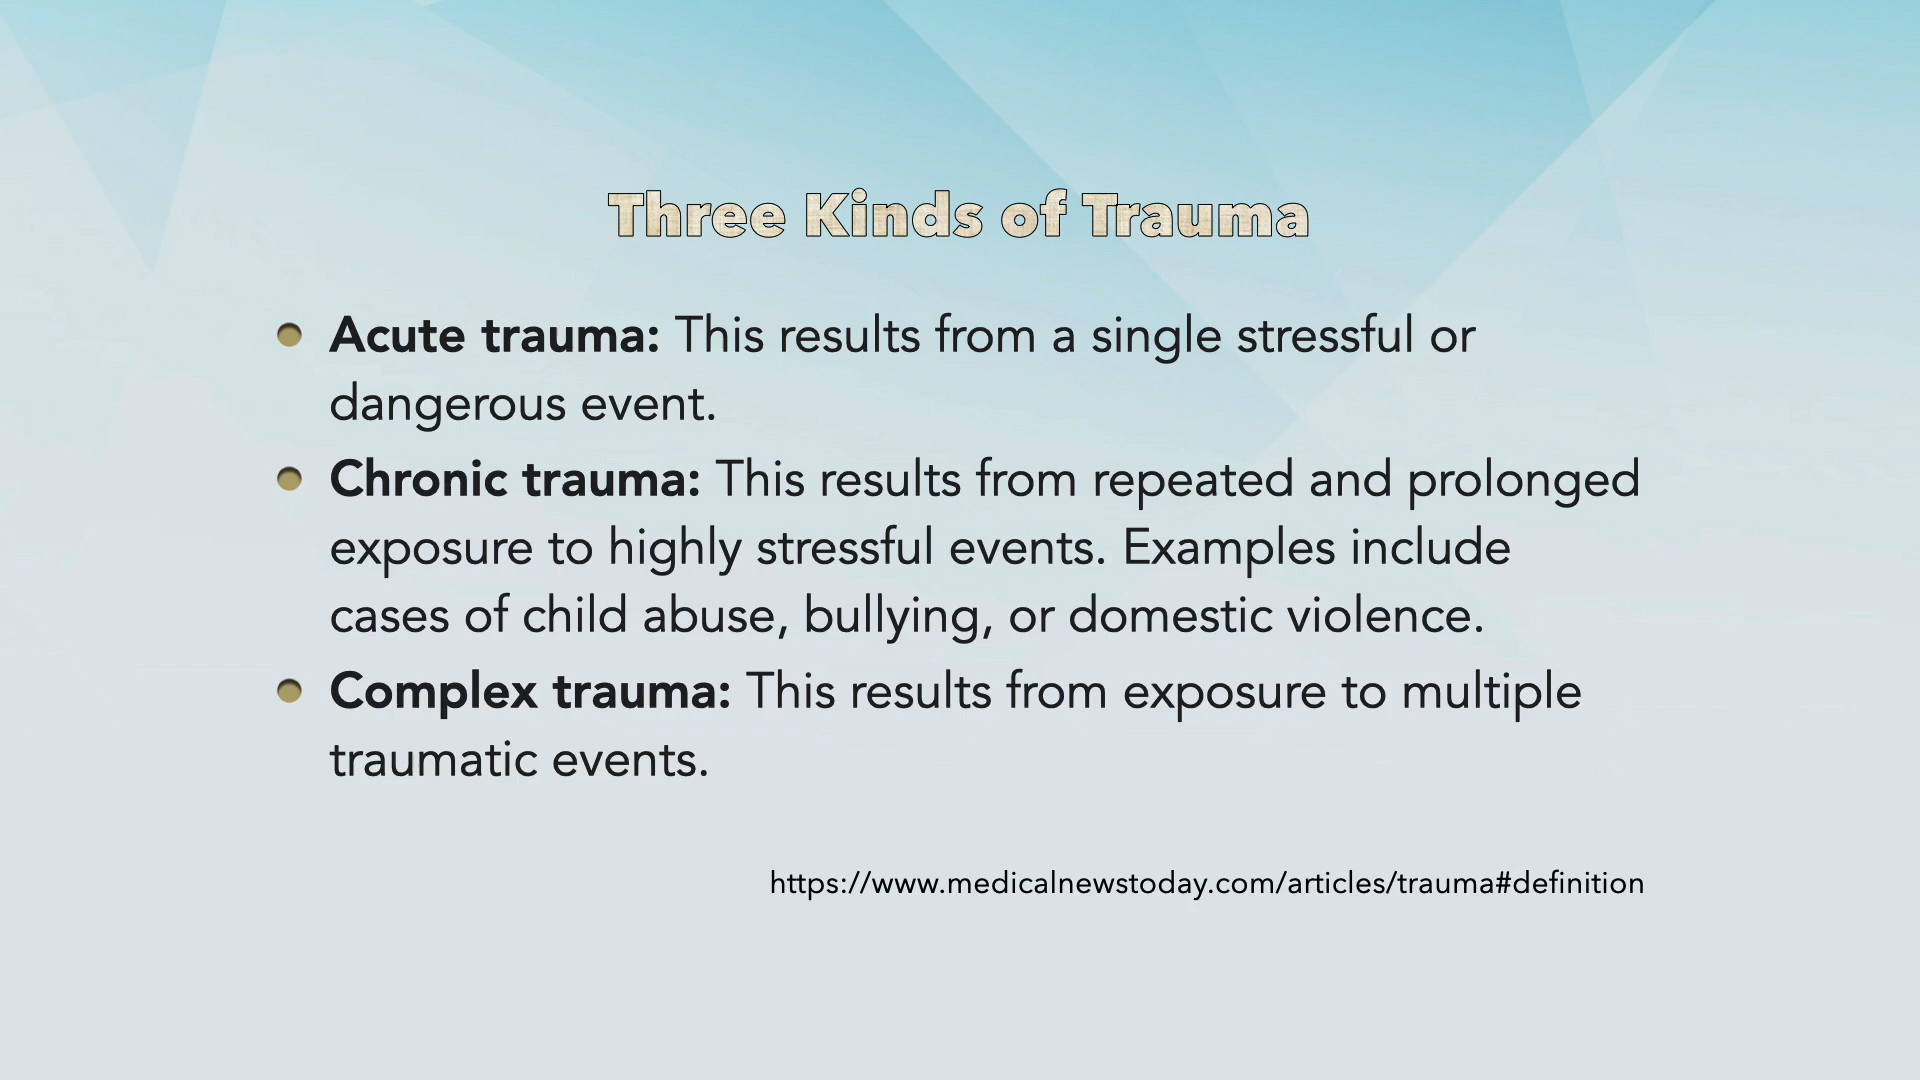 Three Kinds of Trauma
Acute trauma: This results from a single stressful or
dangerous event.
Chronic trauma: This results from repeated and prolonged
exposure to highly stressful events. Examples include
cases of child abuse, bullying, or domestic violence.
Complex trauma: This results from exposure to multiple
traumatic events.
https://www.medicalnewstoday.com/articles/trauma#definition